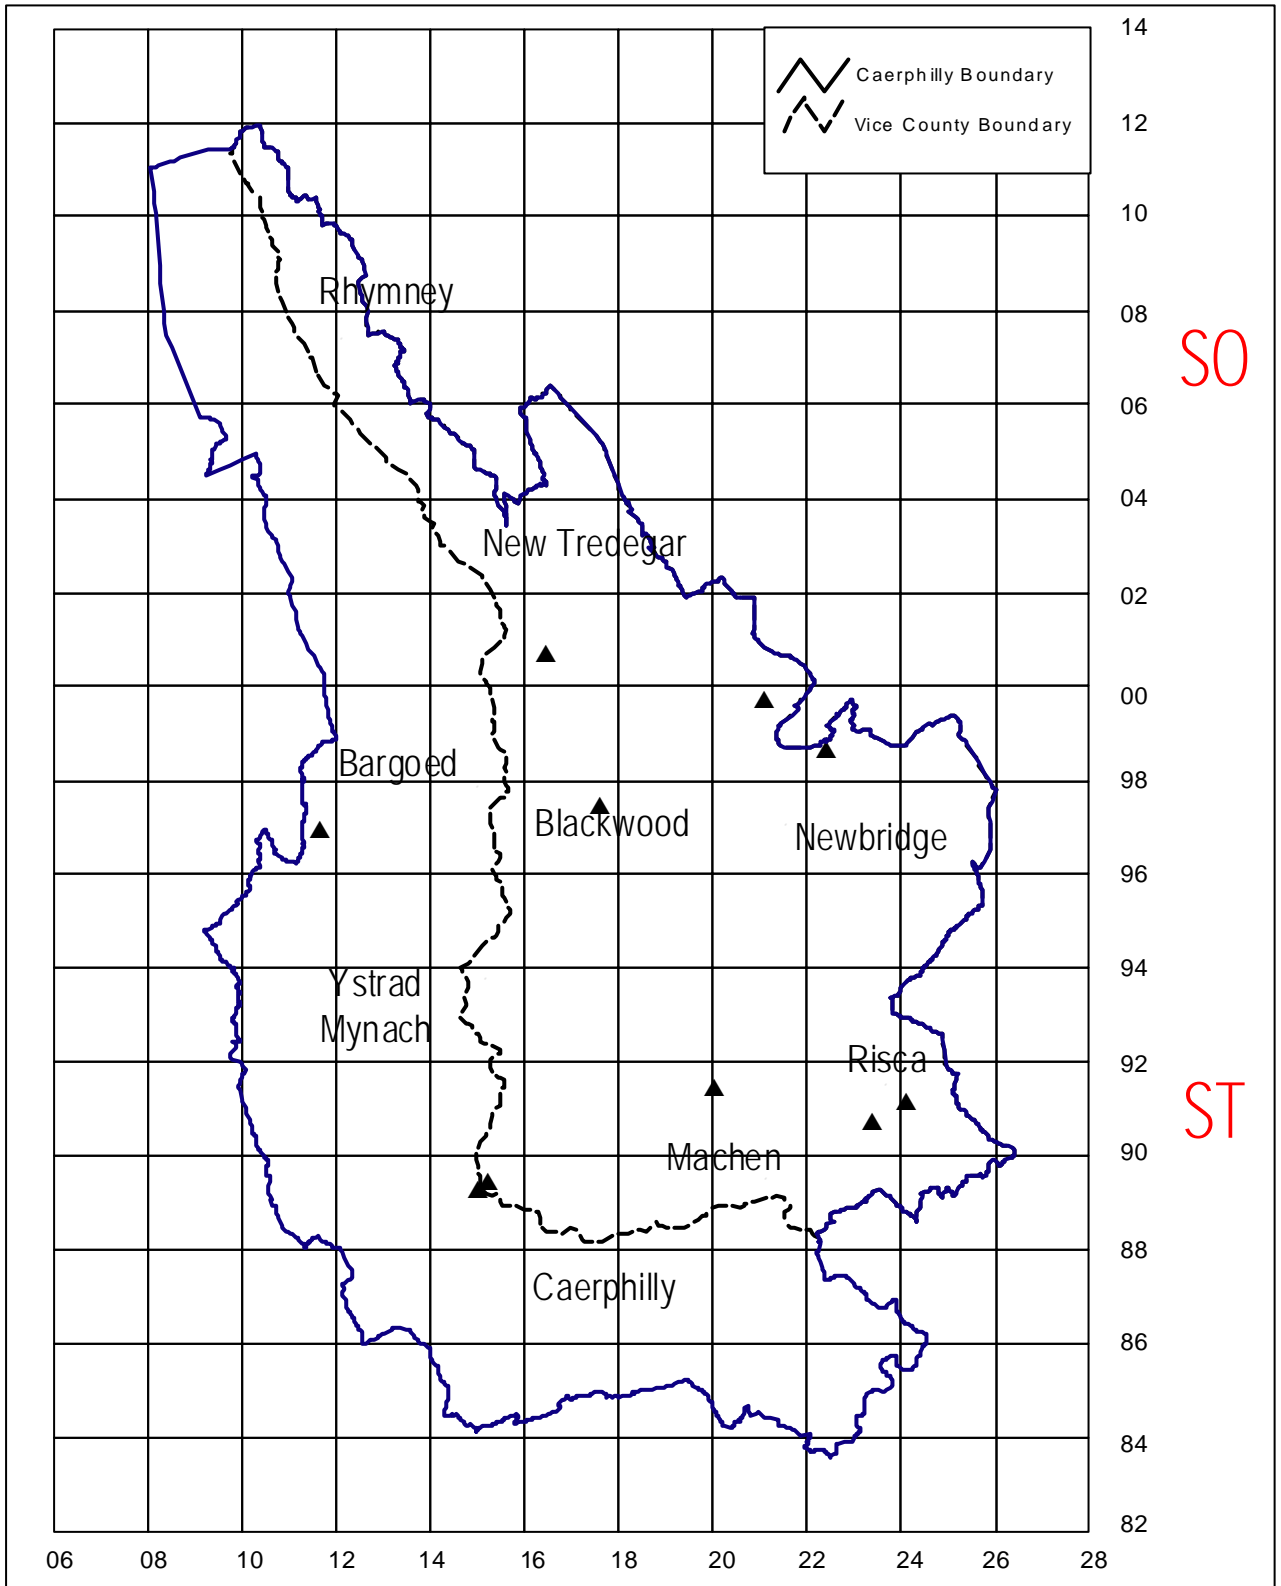 14
Caerphilly Boundary
12
Vice County Boundary
10
Rhymney
08
SO
06
04
New Tredegar
02
00
Bargoed
98
Blackwood
Newbridge
96
94
Ystrad
Mynach
Risca
92
ST
Machen
90
88
Caerphilly
86
84
82
06 08 10 12 14 16 18 20 22 24 26 28